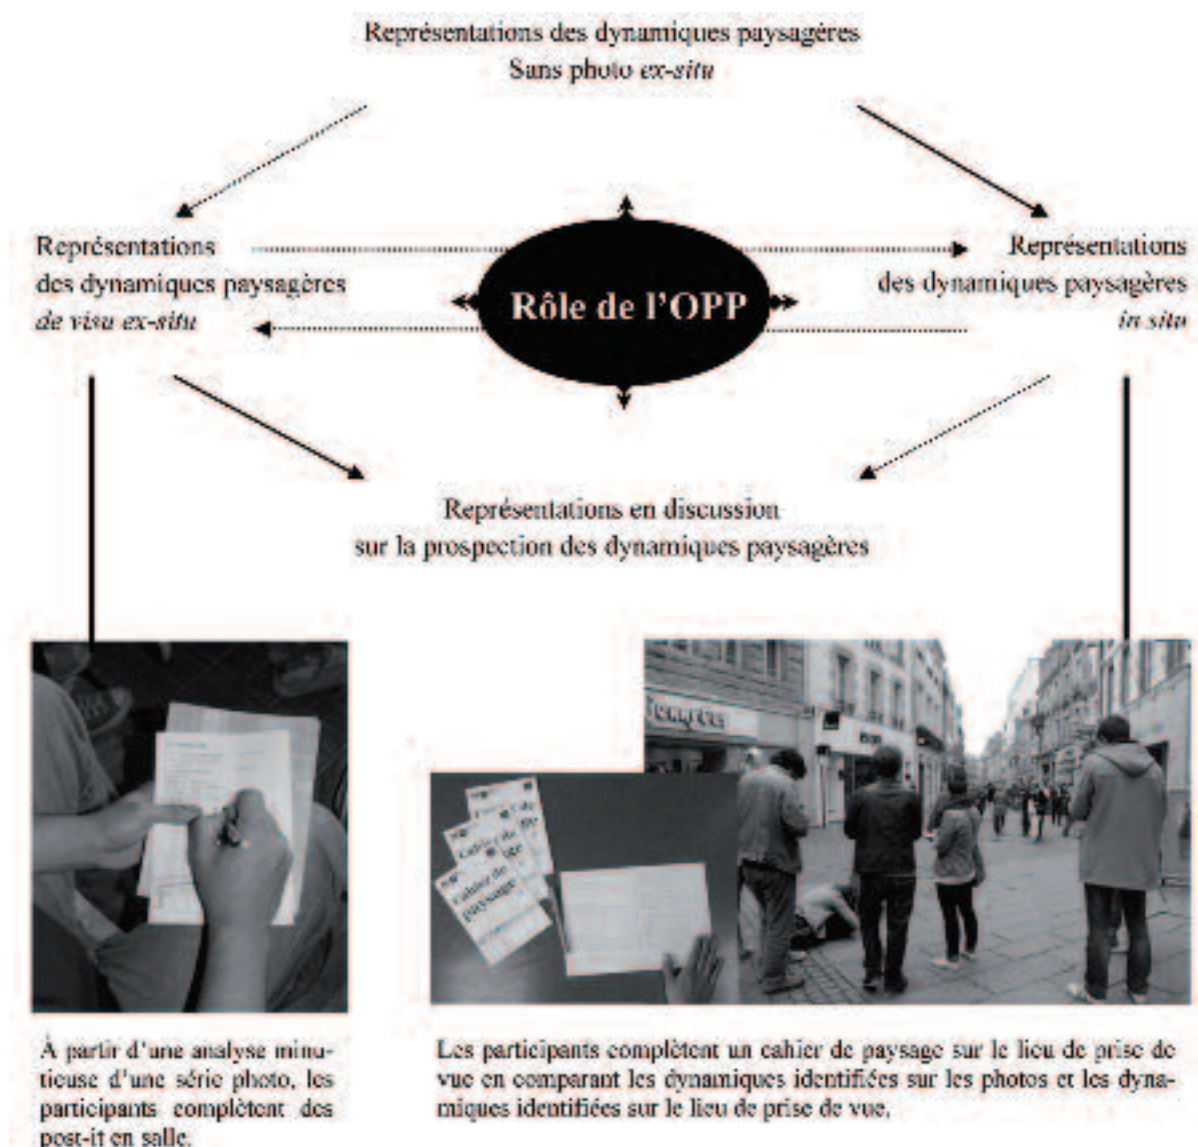 Représentations des dynamiques paysagères
Sans photo ex-situ
Représentations
des dynamiques paysagères
de visu ex-situ
Rôle de l'OPP
Représentations
des dynamiques paysagères
in situ
Représentations en discussion
sur la prospection des dynamiques paysagères
cahier de
paysage
À partir d'une analyse minu-
tieuse d'une série photo, les
participants complètent des
post-it en salle.
Les participants complètent un cahier de paysage sur le lieu de prise de
vue en comparant les dynamiques identifiées sur les photos et les dyna-
miques identifiées sur le lieu de prise de vue.